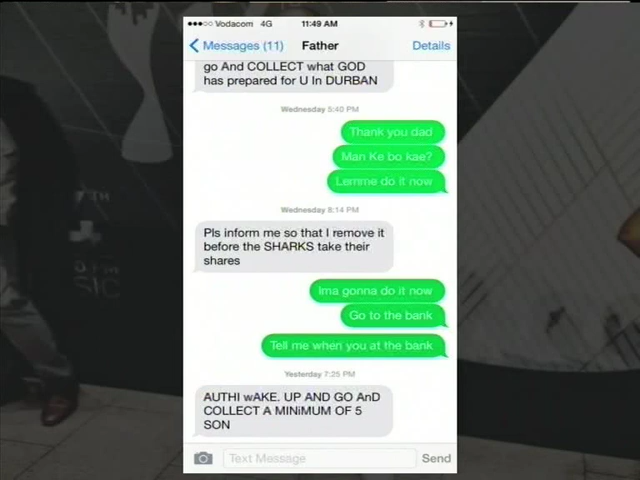 Vodacom 4G 11:49 AM
Messages (11) Father Details
go And COLLECT what GOD
has prepared for U In DURBAN
Wednesday 5:40 PM
Thank you dad
Man Ke bo kae?
Lemme do it now
Wednesday 8:14 PM
Pls inform me so that I remove it
before the SHARKS take their
shares
Ima gonna do it now
Go to the bank
Tell me when you at the bank
Yesterday 7:25 PM
AUTHI wAKE. UP AND GO AnD
COLLECT A MINiMUM OF 5
SON
Text Message Send